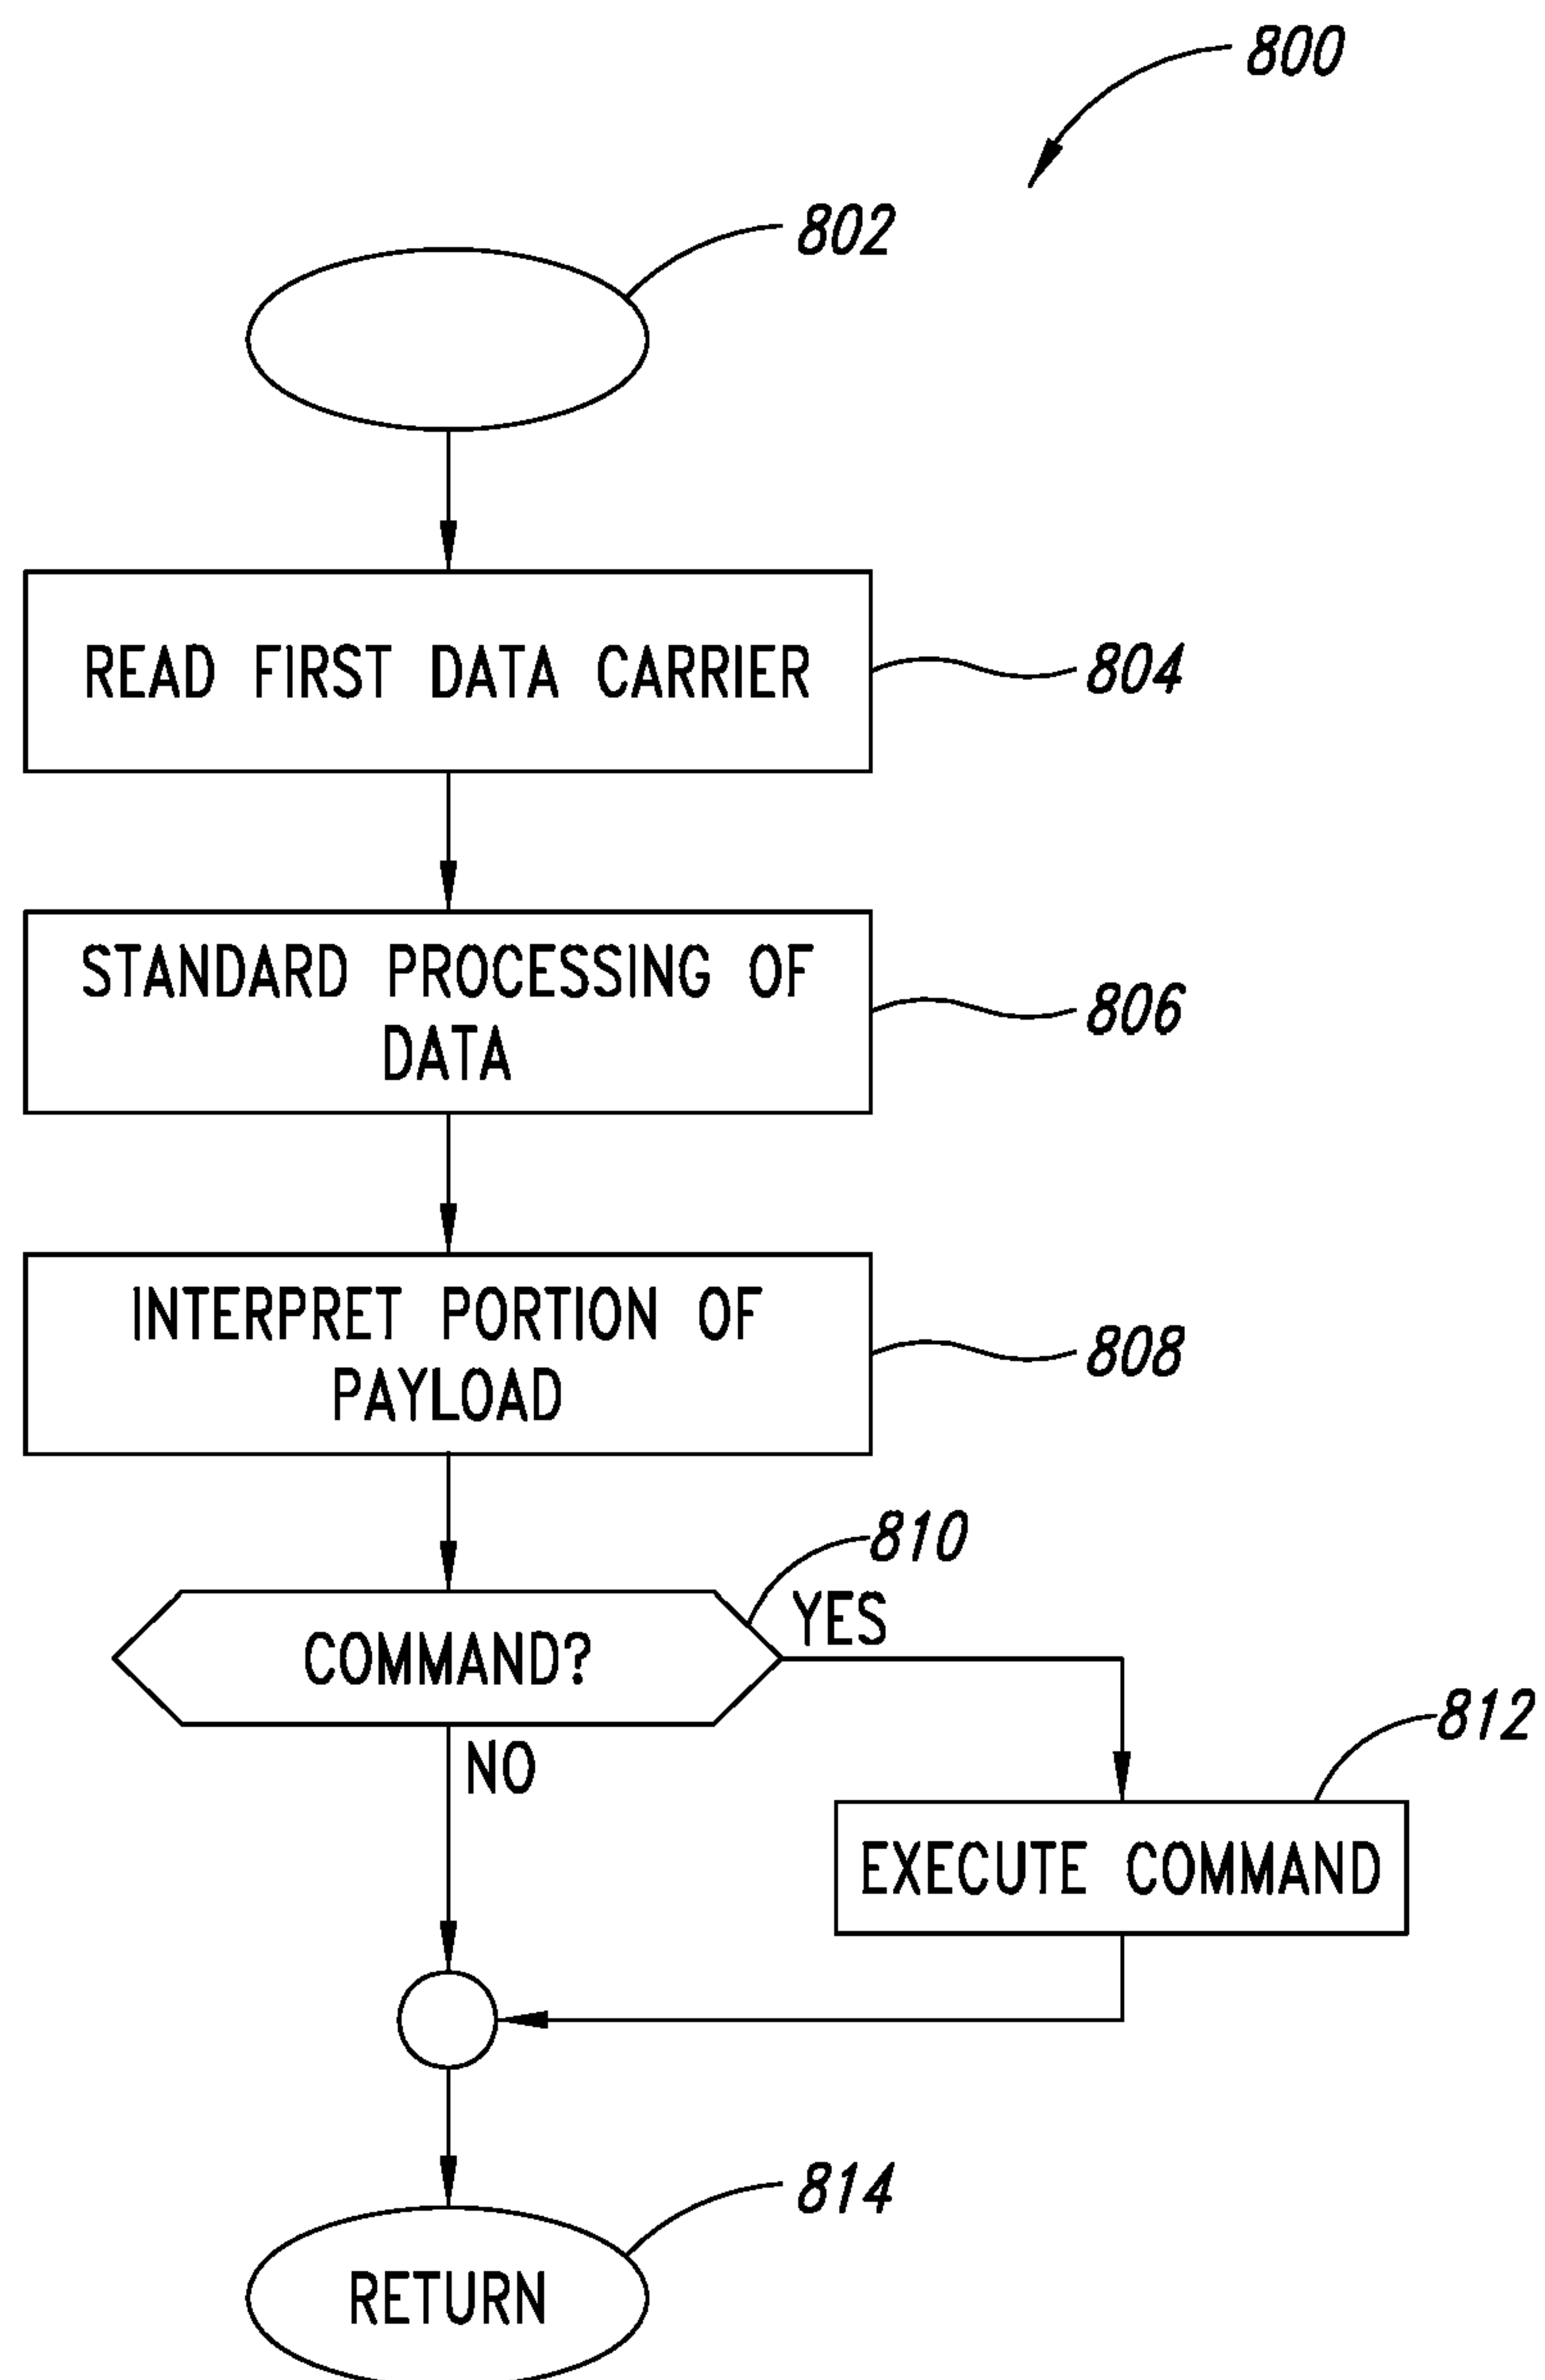 800
802
READ FIRST DATA CARRIER
804
STANDARD PROCESSING OF
DATA
806
INTERPRET PORTION OF
PAYLOAD
808
810
COMMAND?
YES
NO
812
EXECUTE COMMAND
814
RETURN